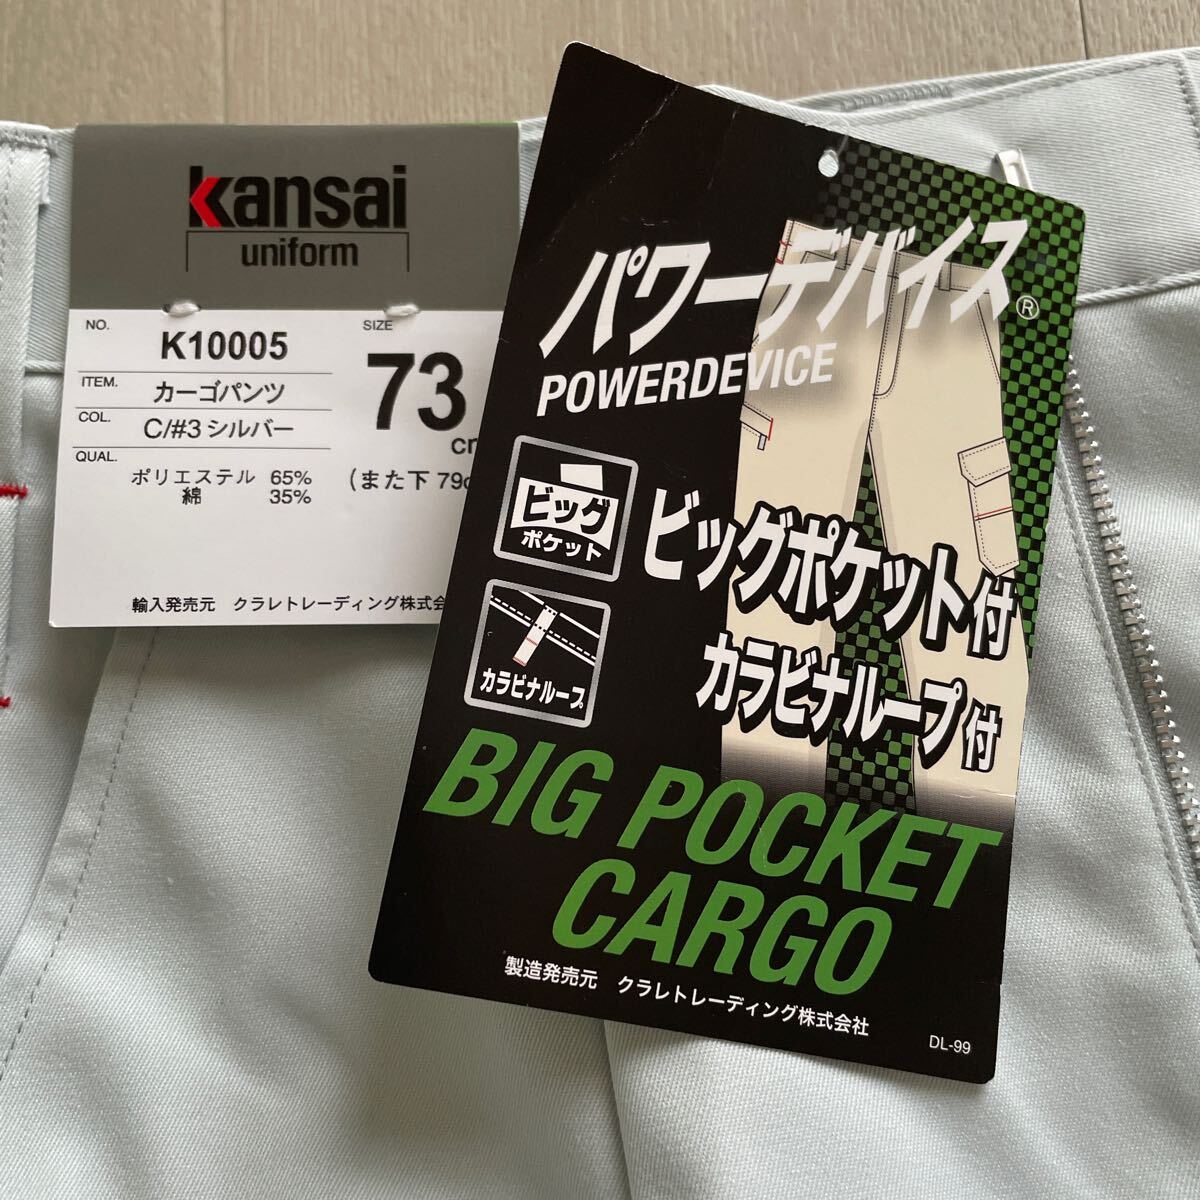 Kansai
uniform
NO.
K10005
SIZE
73
ITEM.
カーゴパンツ
COL.
C/#3 シルバー
QUAL.
ポリエステル 65%
綿 35%
(また下 79
輸入発売元 クラレトレーディング株式会
パワーデバイス®
POWERDEVICE
ビッグ
ポケット
ビッグポケット付
カラビナループ
カラビナループ付
BIG POCKET
CARGO
製造発売元 クラレトレーディング株式会社
DL-99